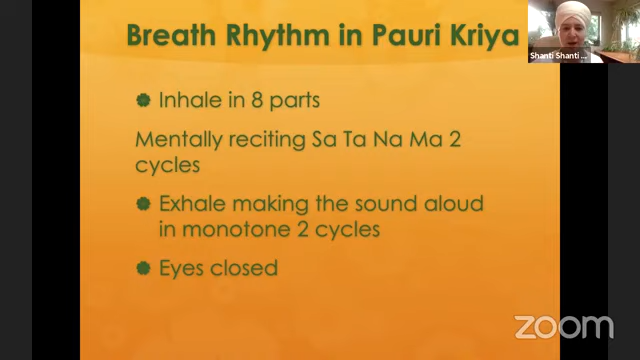 Breath Rhythm in Pauri Kriya
Shanti Shanti ...
Inhale in 8 parts
Mentally reciting Sa Ta Na Ma 2
cycles
Exhale making the sound aloud
in monotone 2 cycles
Eyes closed
zoom